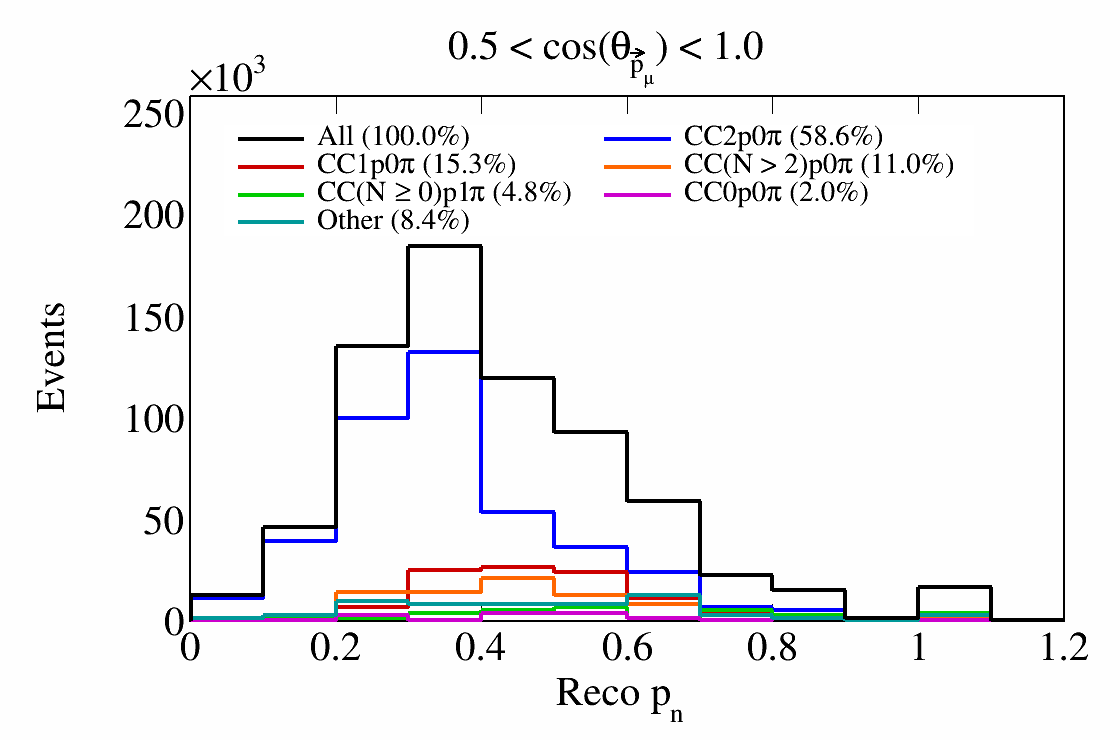 0.5 < cos(θ_{\vec{p}_μ}) < 1.0
×10³
250
200
150
100
50
0
Events
All (100.0%)
CC2p0π (58.6%)
CC1p0π (15.3%)
CC(N > 2)p0π (11.0%)
CC(N ≥ 0)p1π (4.8%)
CC0p0π (2.0%)
Other (8.4%)
0 0.2 0.4 0.6 0.8 1 1.2
Reco p_n